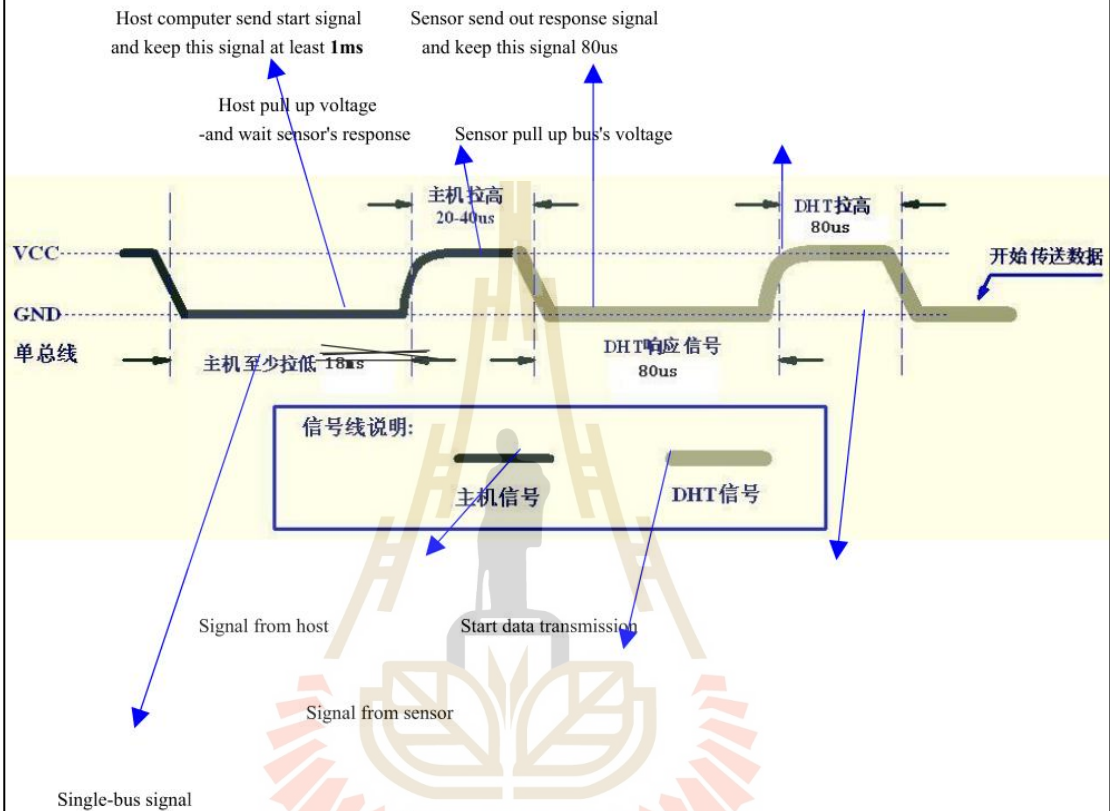 Host computer send start signal
and keep this signal at least 1ms
Sensor send out response signal
and keep this signal 80us
Host pull up voltage
-and wait sensor's response
Sensor pull up bus's voltage
主机拉高
20-40us
DHT拉高
80us
VCC
开始传送数据
GND
单总线
主机至少拉低 18ms
DHT响应信号
80us
信号线说明:
主机信号
DHT信号
Signal from host
Start data transmission
Signal from sensor
Single-bus signal